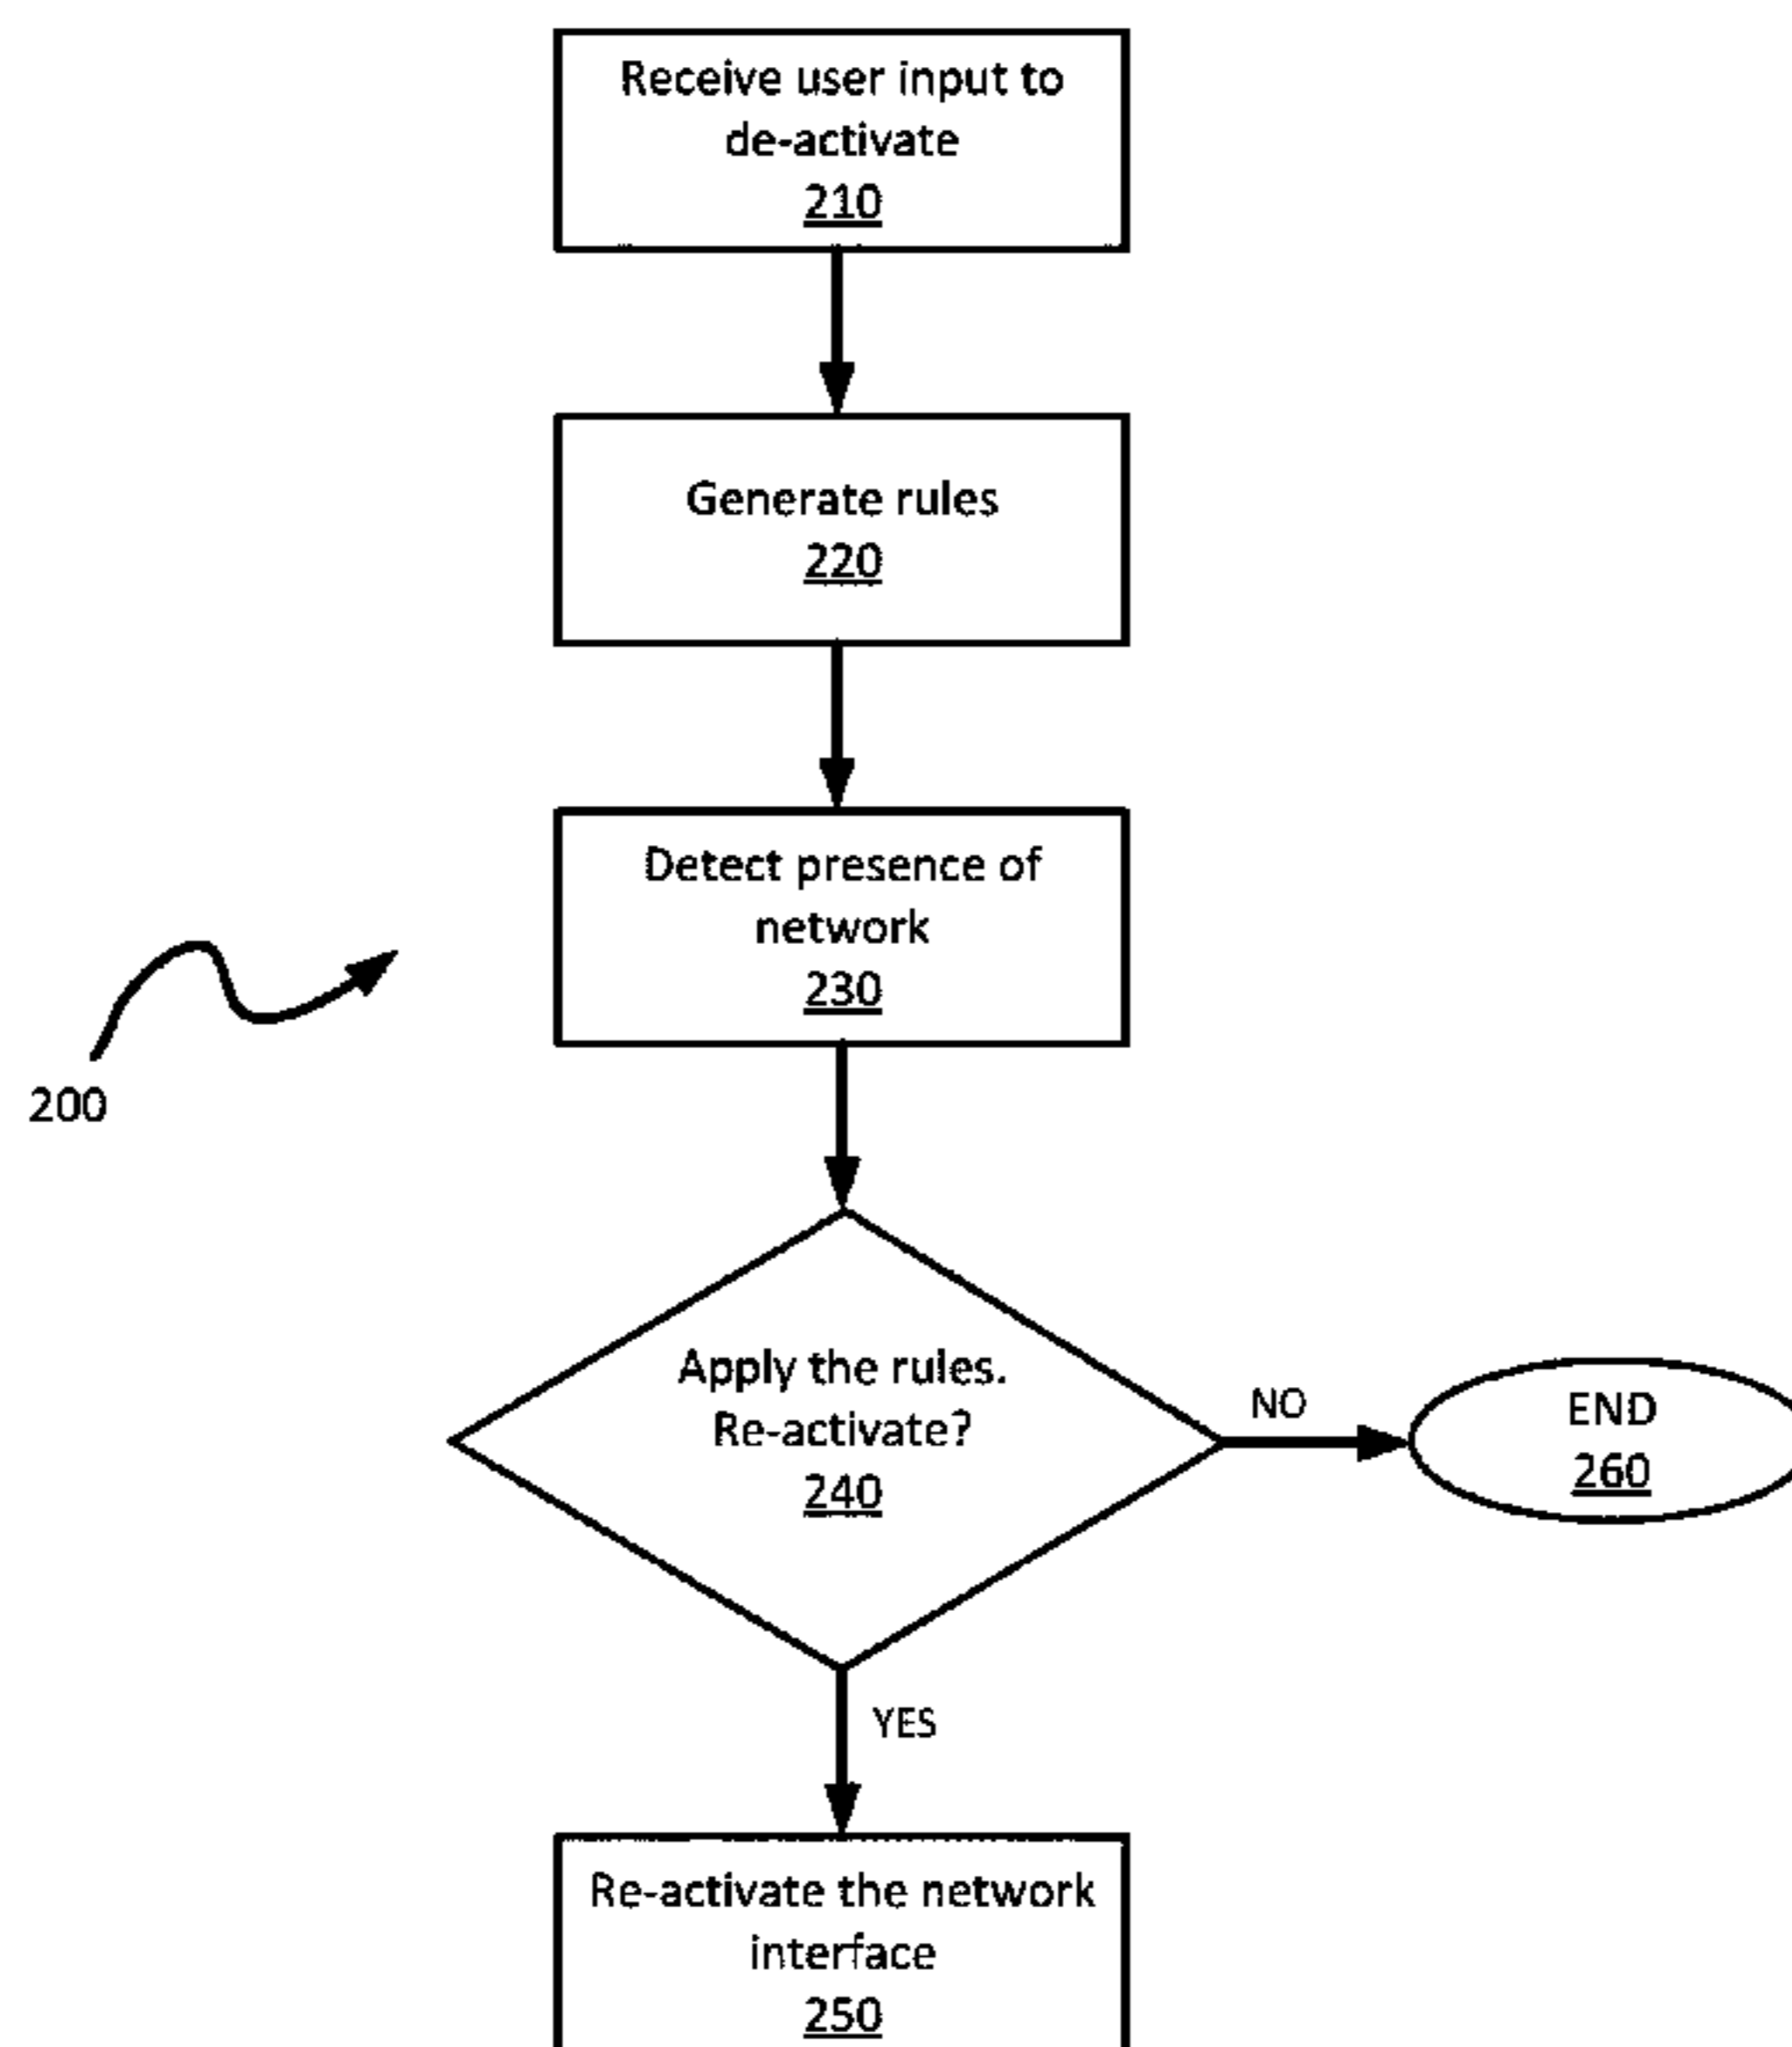 Receive user input to
de-activate
210
Generate rules
220
Detect presence of
network
230
200
Apply the rules.
Re-activate?
240
NO
END
260
YES
Re-activate the network
interface
250